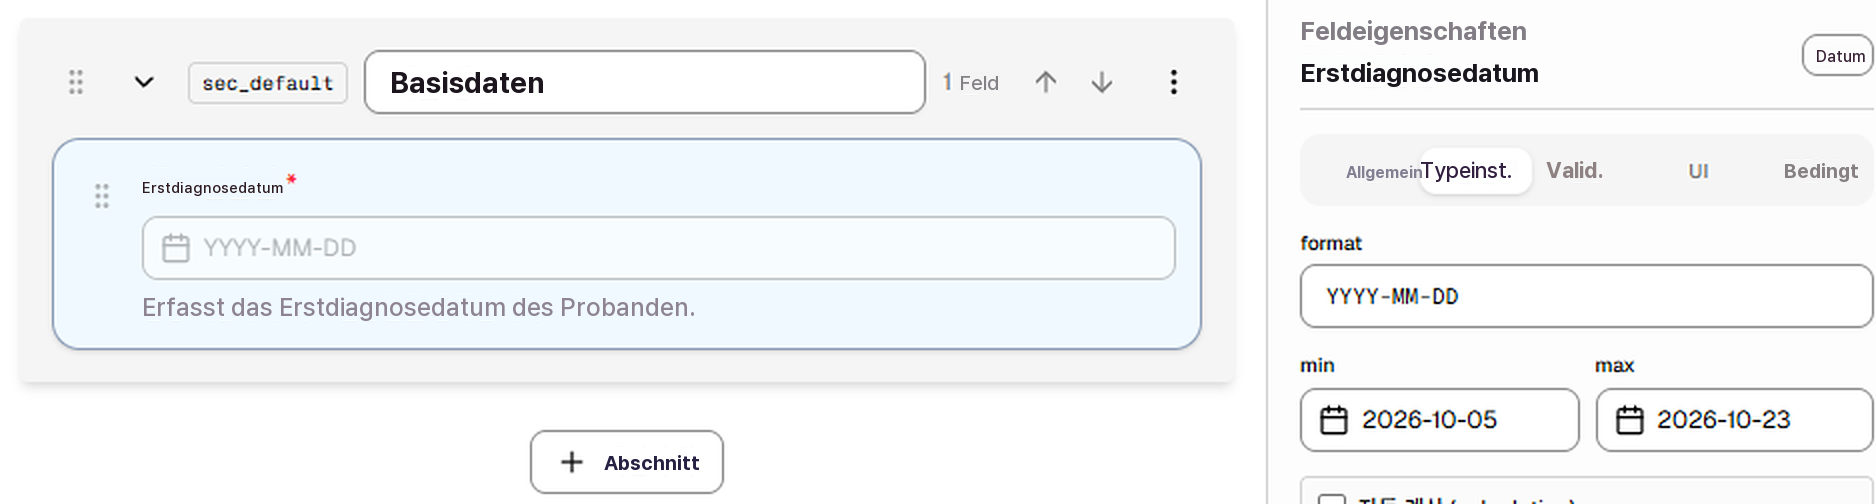 sec_default
Basisdaten
1 Feld
Erstdiagnosedatum*
YYYY-MM-DD
Erfasst das Erstdiagnosedatum des Probanden.
+ Abschnitt
Feldeigenschaften
Erstdiagnosedatum
Datum
Allgemein Typeinst. Valid. UI Bedingt
format
YYYY-MM-DD
min max
2026-10-05 2026-10-23